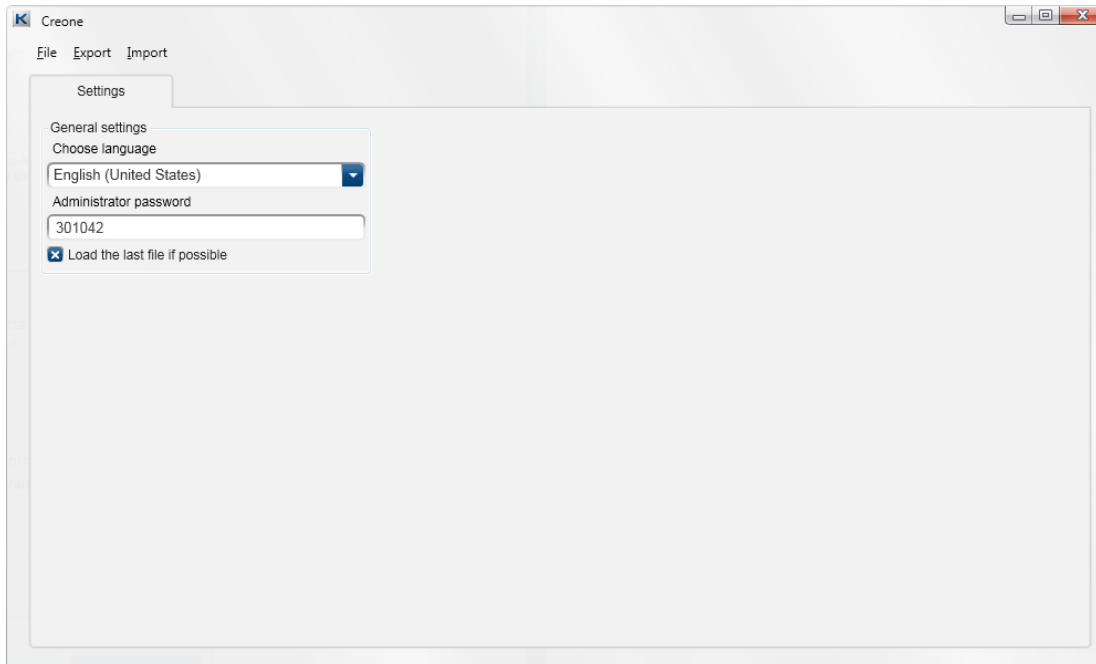 K Creone
File Export Import
Settings
General settings
Choose language
English (United States)
Administrator password
301042
Load the last file if possible